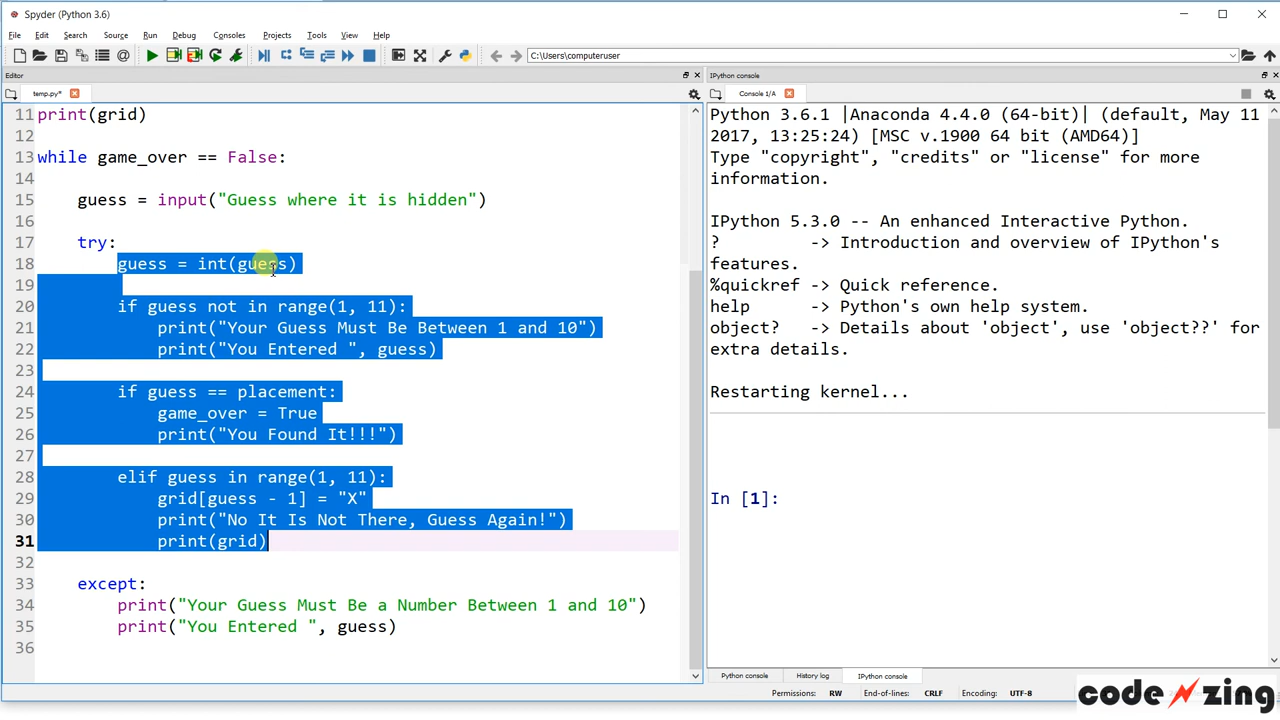 Spyder (Python 3.6)
File Edit Search Source Run Debug Consoles Projects Tools View Help
C:\Users\computeruser
Editor
temp.py*
11 print(grid)
12
13 while game_over == False:
14
15 guess = input("Guess where it is hidden")
16
17 try:
18 guess = int(guess)
19
20 if guess not in range(1, 11):
21 print("Your Guess Must Be Between 1 and 10")
22 print("You Entered ", guess)
23
24 if guess == placement:
25 game_over = True
26 print("You Found It!!!")
27
28 elif guess in range(1, 11):
29 grid[guess - 1] = "X"
30 print("No It Is Not There, Guess Again!")
31 print(grid)
32
33 except:
34 print("Your Guess Must Be a Number Between 1 and 10")
35 print("You Entered ", guess)
36
IPython console
Console 1/A
Python 3.6.1 |Anaconda 4.4.0 (64-bit)| (default, May 11
2017, 13:25:24) [MSC v.1900 64 bit (AMD64)]
Type "copyright", "credits" or "license" for more
information.
IPython 5.3.0 -- An enhanced Interactive Python.
? -> Introduction and overview of IPython's
features.
%quickref -> Quick reference.
help -> Python's own help system.
object? -> Details about 'object', use 'object??' for
extra details.
Restarting kernel...
In [1]:
Python console History log IPython console
Permissions: RW End-of-lines: CRLF Encoding: UTF-8
code zing